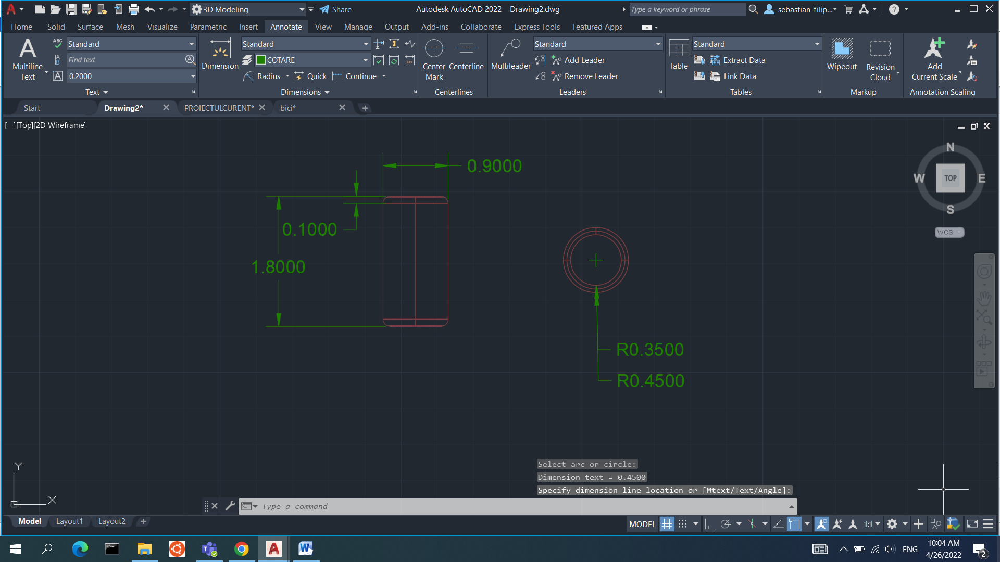 3D Modeling
Share
Autodesk AutoCAD 2022 Drawing2.dwg
Type a keyword or phrase
sebastian-filip...
Home Solid Surface Mesh Visualize Parametric Insert Annotate View Manage Output Add-ins Collaborate Express Tools Featured Apps
Multiline Text
ABC
Standard
Find text
0.2000
Text
Dimension
Standard
COTARE
Radius Quick Continue
Dimensions
Center Mark
Centerline
Centerlines
Multileader
Standard
Add Leader
Remove Leader
Leaders
Table
Standard
Extract Data
Link Data
Tables
Wipeout
Revision Cloud
Markup
Add Current Scale
Annotation Scaling
Start Drawing2* PROIECTULCURENT* bici*
[−][Top][2D Wireframe]
N
W TOP E
S
WCS
0.9000
0.1000
1.8000
R0.3500
R0.4500
Y
X
Select arc or circle:
Dimension text = 0.4500
Specify dimension line location or [Mtext/Text/Angle]:
Type a command
Model Layout1 Layout2
MODEL 1:1
ENG
10:04 AM
4/26/2022
2